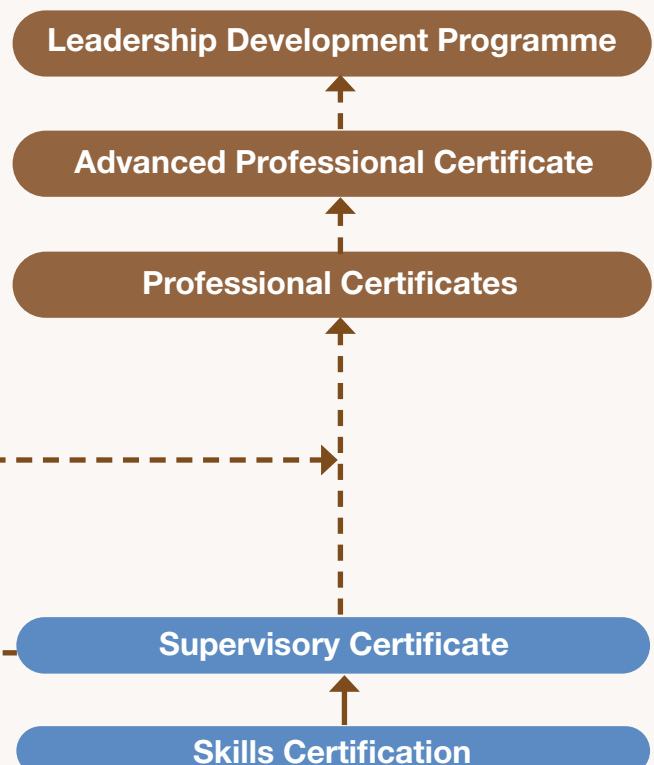 Leadership Development Programme
Advanced Professional Certificate
Professional Certificates
Supervisory Certificate
Skills Certification